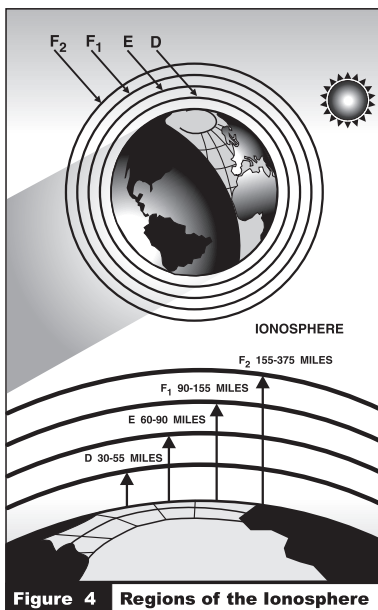 F₂ F₁ E D
IONOSPHERE
F₂ 155-375 MILES
F₁ 90-155 MILES
E 60-90 MILES
D 30-55 MILES
Figure 4 Regions of the Ionosphere